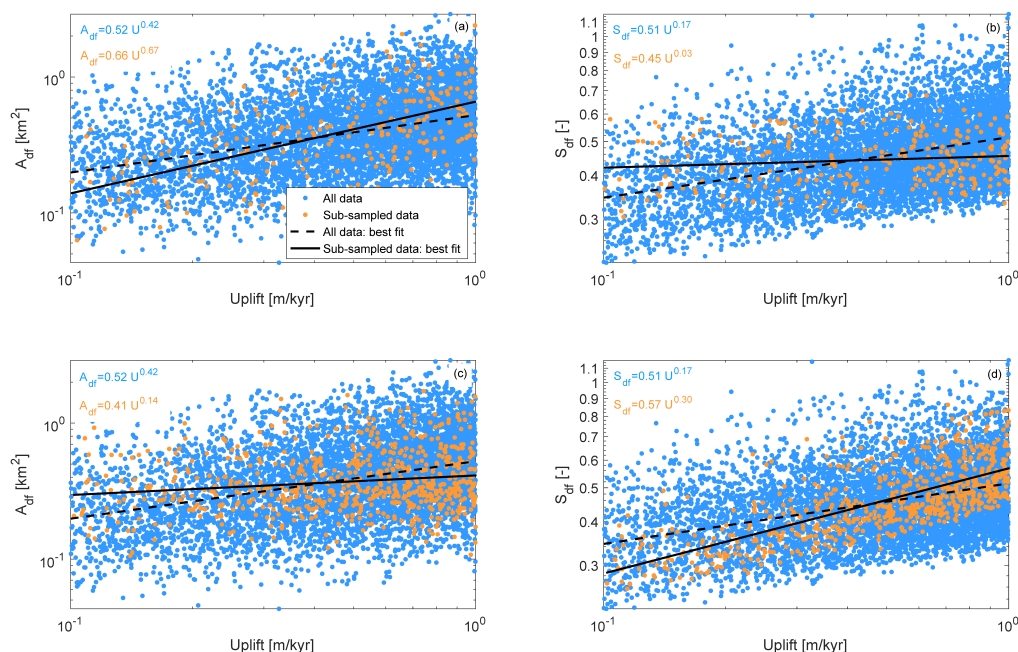 A_df=0.52 U^0.42
A_df=0.66 U^0.67
(a)
10^0
10^-1
A_df [km^2]
All data
Sub-sampled data
All data: best fit
Sub-sampled data: best fit
10^-1
10^0
Uplift [m/kyr]
S_df=0.51 U^0.17
S_df=0.45 U^0.03
(b)
1.1
1
0.9
0.8
0.7
0.6
0.5
0.4
0.3
S_df [-]
10^-1
10^0
Uplift [m/kyr]
A_df=0.52 U^0.42
A_df=0.41 U^0.14
(c)
10^0
10^-1
A_df [km^2]
10^-1
10^0
Uplift [m/kyr]
S_df=0.51 U^0.17
S_df=0.57 U^0.30
(d)
1.1
1
0.9
0.8
0.7
0.6
0.5
0.4
0.3
S_df [-]
10^-1
10^0
Uplift [m/kyr]